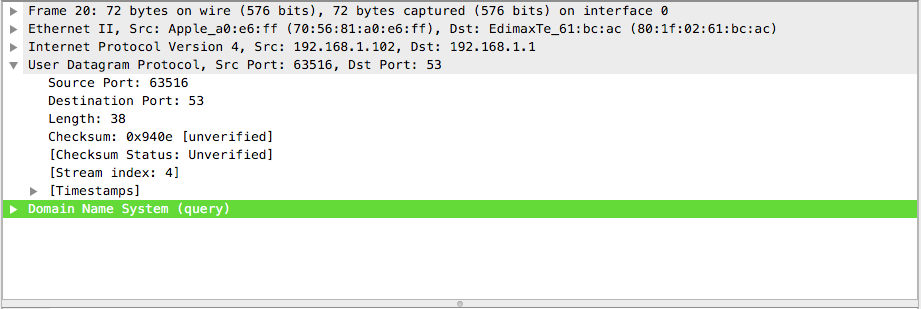 Frame 20: 72 bytes on wire (576 bits), 72 bytes captured (576 bits) on interface 0
Ethernet II, Src: Apple_a0:e6:ff (70:56:81:a0:e6:ff), Dst: EdimaxTe_61:bc:ac (80:1f:02:61:bc:ac)
Internet Protocol Version 4, Src: 192.168.1.102, Dst: 192.168.1.1
User Datagram Protocol, Src Port: 63516, Dst Port: 53
Source Port: 63516
Destination Port: 53
Length: 38
Checksum: 0x940e [unverified]
[Checksum Status: Unverified]
[Stream index: 4]
[Timestamps]
Domain Name System (query)